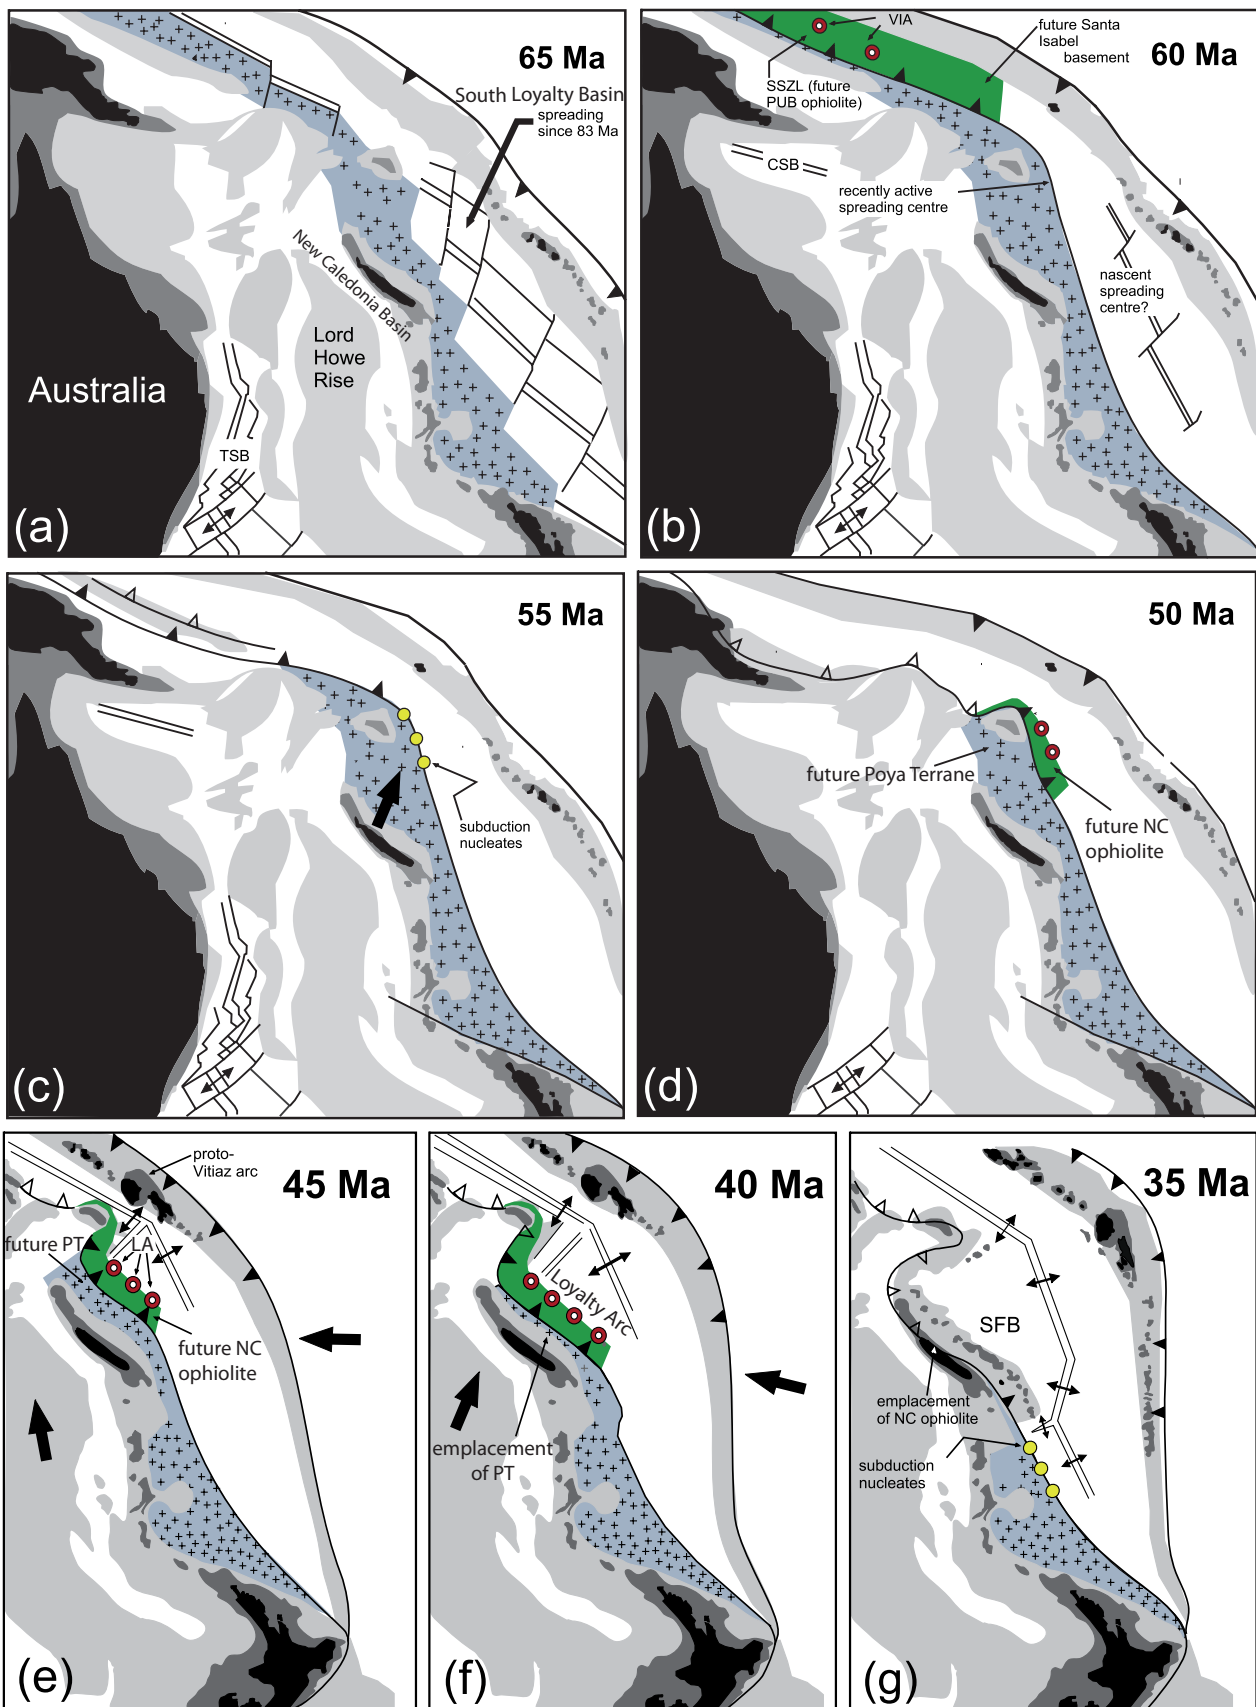 65 Ma
South Loyalty Basin
spreading
since 83 Ma
New Caledonia Basin
Lord
Howe
Rise
Australia
TSB
(a)
VIA
future Santa
Isabel
basement
60 Ma
SSZL (future
PUB ophiolite)
CSB
recently active
spreading centre
nascent
spreading
centre?
(b)
55 Ma
subduction
nucleates
(c)
50 Ma
future Poya Terrane
future NC
ophiolite
(d)
proto-
Vitiaz arc
45 Ma
future PT
LA
future NC
ophiolite
(e)
40 Ma
Loyalty Arc
emplacement
of PT
(f)
35 Ma
SFB
emplacement
of NC ophiolite
subduction
nucleates
(g)